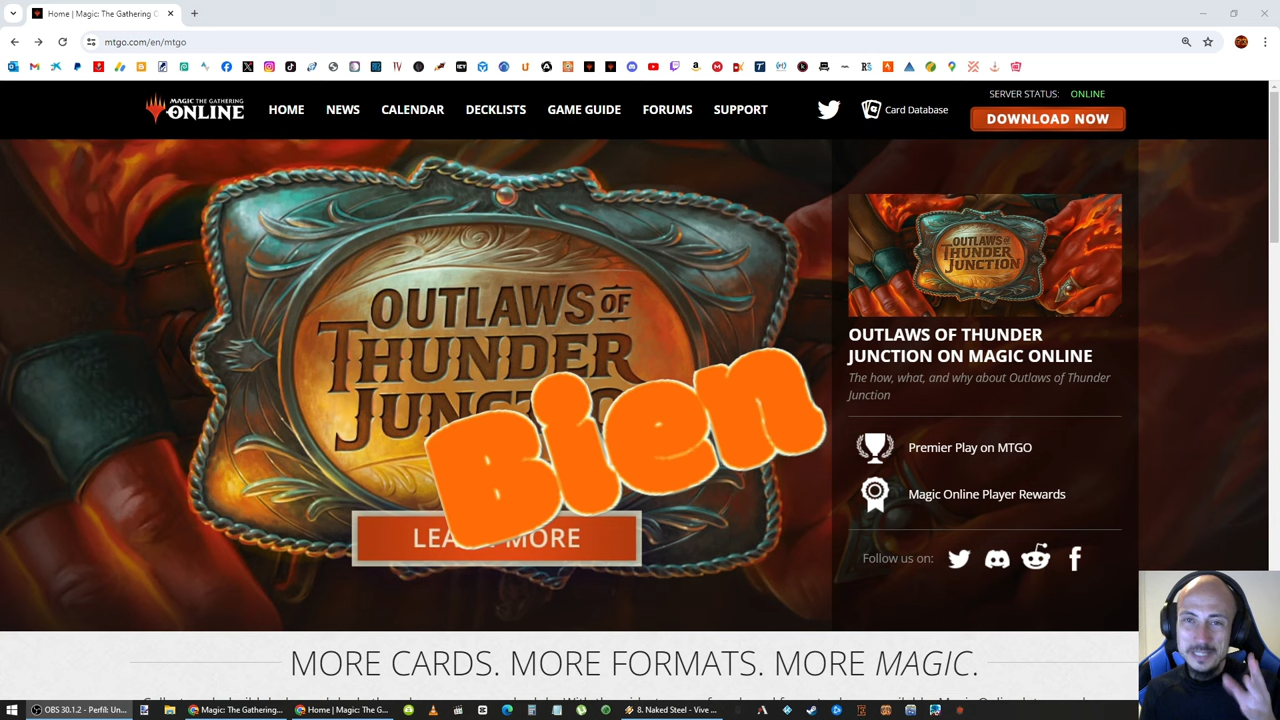 Home | Magic: The Gathering O
mtgo.com/en/mtgo
MAGIC THE GATHERING
ONLINE
HOME
NEWS
CALENDAR
DECKLISTS
GAME GUIDE
FORUMS
SUPPORT
Card Database
SERVER STATUS: ONLINE
DOWNLOAD NOW
OUTLAWS OF
THUNDER
JUNCTION
Bien
OUTLAWS OF
THUNDER
JUNCTION
OUTLAWS OF THUNDER
JUNCTION ON MAGIC ONLINE
The how, what, and why about Outlaws of Thunder
Junction
Premier Play on MTGO
Magic Online Player Rewards
LEARN MORE
Follow us on:
MORE CARDS. MORE FORMATS. MORE MAGIC.
OBS 30.1.2 - Perfil: Un...
Magic: The Gathering...
Home | Magic: The G...
8. Naked Steel - Vive ...